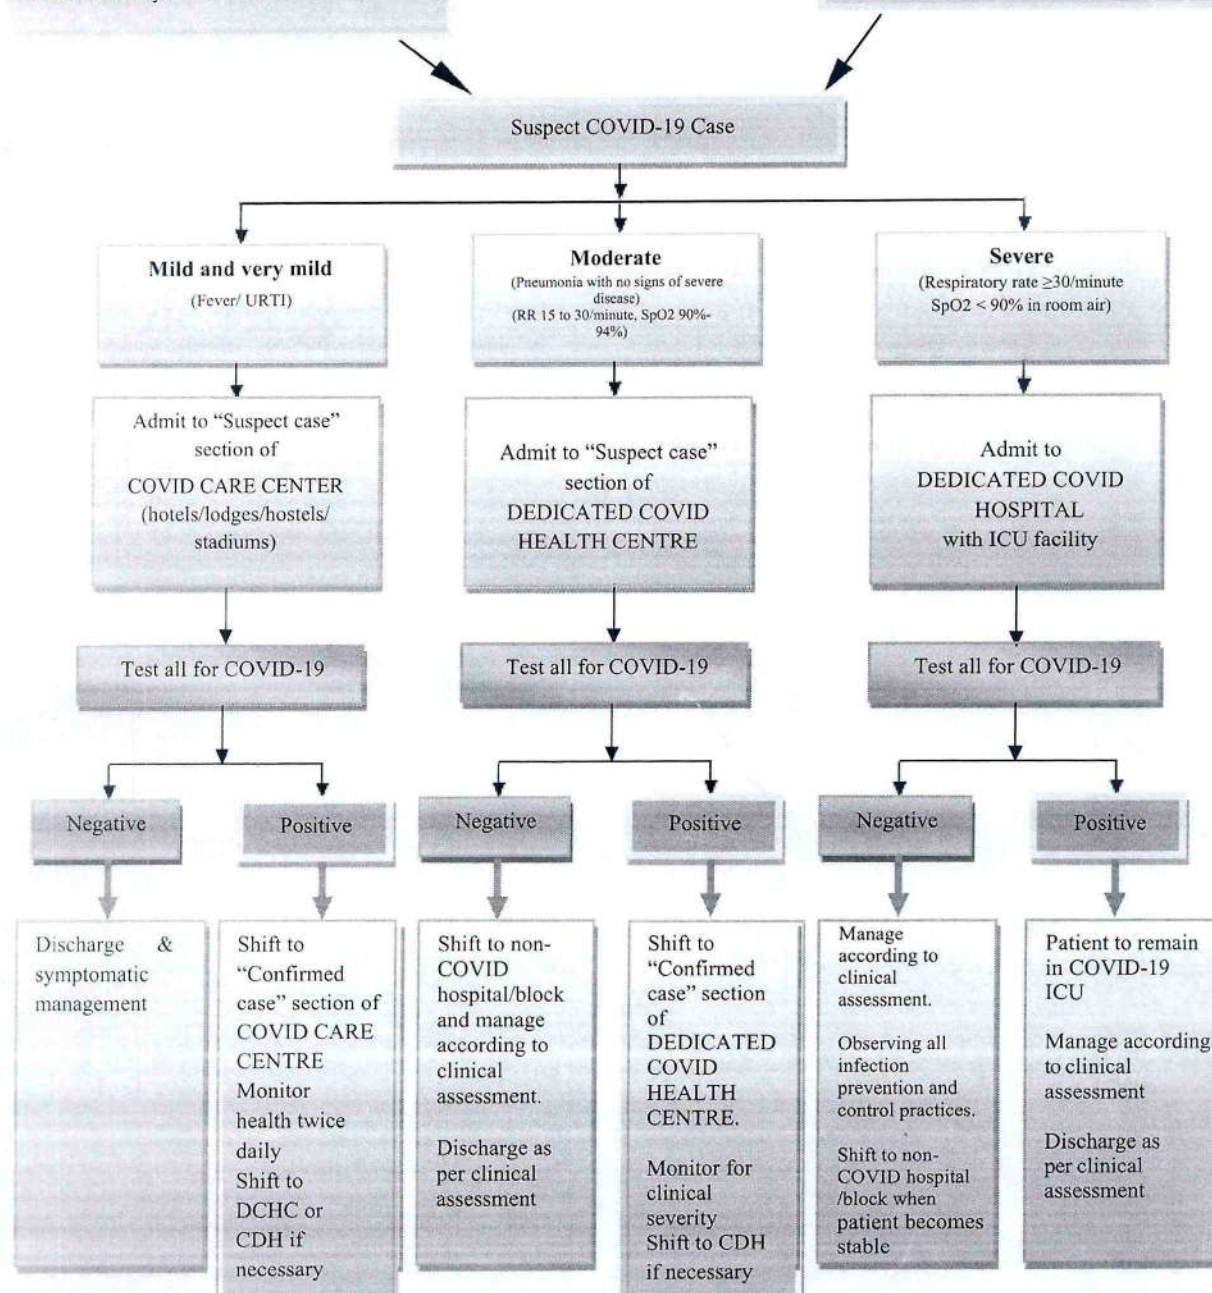 Suspect COVID-19 Case
Mild and very mild
(Fever/ URTI)
Moderate
(Pneumonia with no signs of severe
disease)
(RR 15 to 30/minute, SpO2 90%-
94%)
Severe
(Respiratory rate ≥30/minute
SpO2 < 90% in room air)
Admit to “Suspect case”
section of
COVID CARE CENTER
(hotels/lodges/hostels/
stadiums)
Admit to “Suspect case”
section of
DEDICATED COVID
HEALTH CENTRE
Admit to
DEDICATED COVID
HOSPITAL
with ICU facility
Test all for COVID-19
Test all for COVID-19
Test all for COVID-19
Negative
Positive
Negative
Positive
Negative
Positive
Discharge &
symptomatic
management
Shift to
“Confirmed
case” section of
COVID CARE
CENTRE
Monitor
health twice
daily
Shift to
DCHC or
CDH if
necessary
Shift to non-
COVID
hospital/block
and manage
according to
clinical
assessment.
Discharge as
per clinical
assessment
Shift to
“Confirmed
case” section
of
DEDICATED
COVID
HEALTH
CENTRE.
Monitor for
clinical
severity
Shift to CDH
if necessary
Manage
according to
clinical
assessment.
Observing all
infection
prevention and
control practices.
Shift to non-
COVID hospital
/block when
patient becomes
stable
Patient to remain
in COVID-19
ICU
Manage according
to clinical
assessment
Discharge as
per clinical
assessment